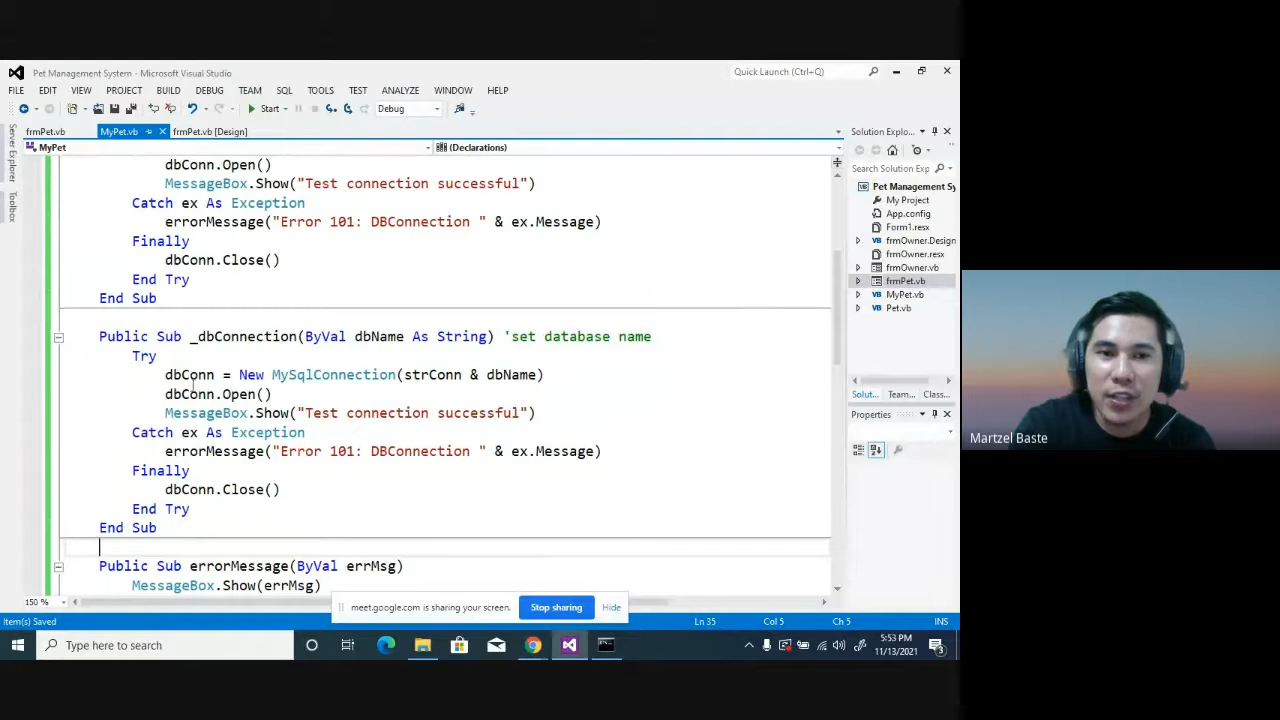 Pet Management System - Microsoft Visual Studio
Quick Launch (Ctrl+Q)
FILE EDIT VIEW PROJECT BUILD DEBUG TEAM SQL TOOLS TEST ANALYZE WINDOW HELP
Start Debug
frmPet.vb MyPet.vb frmPet.vb [Design]
MyPet (Declarations)
Server Explorer
Toolbox
dbConn.Open()
MessageBox.Show("Test connection successful")
Catch ex As Exception
errorMessage("Error 101: DBConnection " & ex.Message)
Finally
dbConn.Close()
End Try
End Sub
Public Sub _dbConnection(ByVal dbName As String) 'set database name
Try
dbConn = New MySqlConnection(strConn & dbName)
dbConn.Open()
MessageBox.Show("Test connection successful")
Catch ex As Exception
errorMessage("Error 101: DBConnection " & ex.Message)
Finally
dbConn.Close()
End Try
End Sub
Public Sub errorMessage(ByVal errMsg)
MessageBox.Show(errMsg)
150 %
Solution Explo...
Search Solution Exp
Pet Management Sy
My Project
App.config
Form1.resx
frmOwner.Design
frmOwner.resx
frmOwner.vb
frmPet.vb
MyPet.vb
Pet.vb
Solut... Team... Class...
Properties
meet.google.com is sharing your screen. Stop sharing Hide
Item(s) Saved Ln 35 Col 5 Ch 5 INS
Type here to search
5:53 PM
11/13/2021
3
Martzel Baste